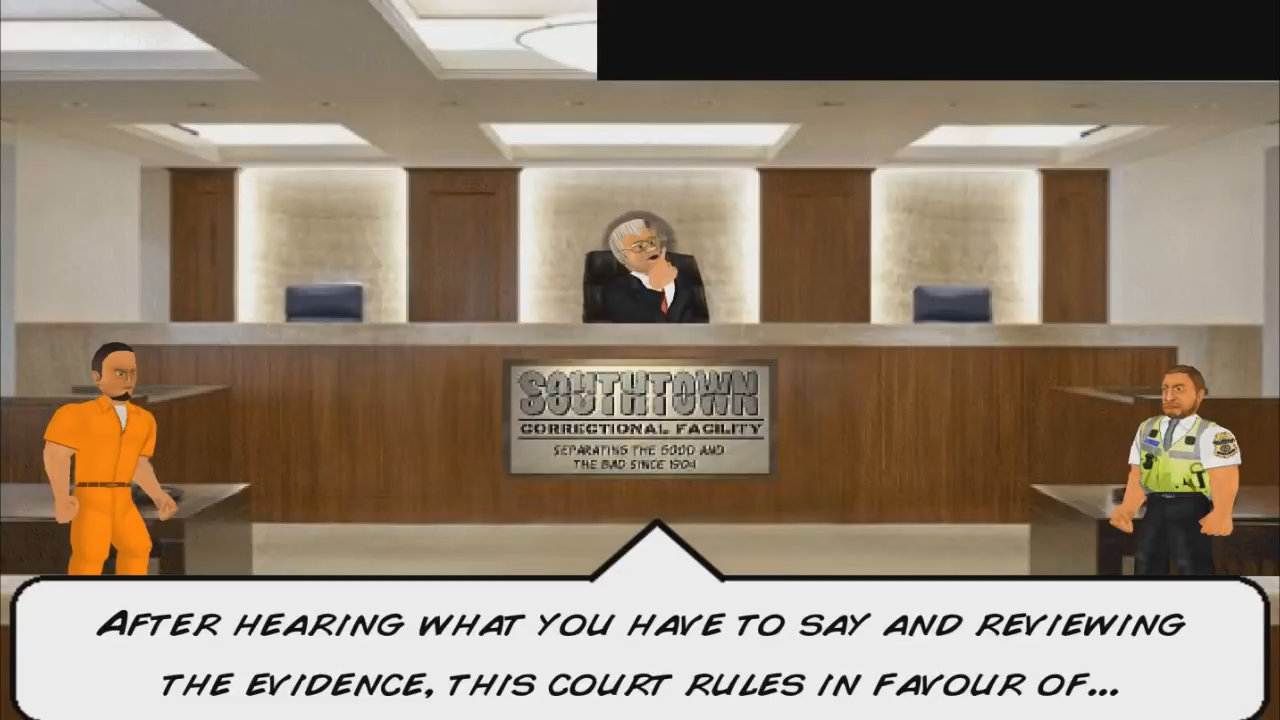 SOUTHTOWN
CORRECTIONAL FACILITY
SEPARATING THE GOOD AND
THE BAD SINCE 1904
AFTER HEARING WHAT YOU HAVE TO SAY AND REVIEWING
THE EVIDENCE, THIS COURT RULES IN FAVOUR OF...